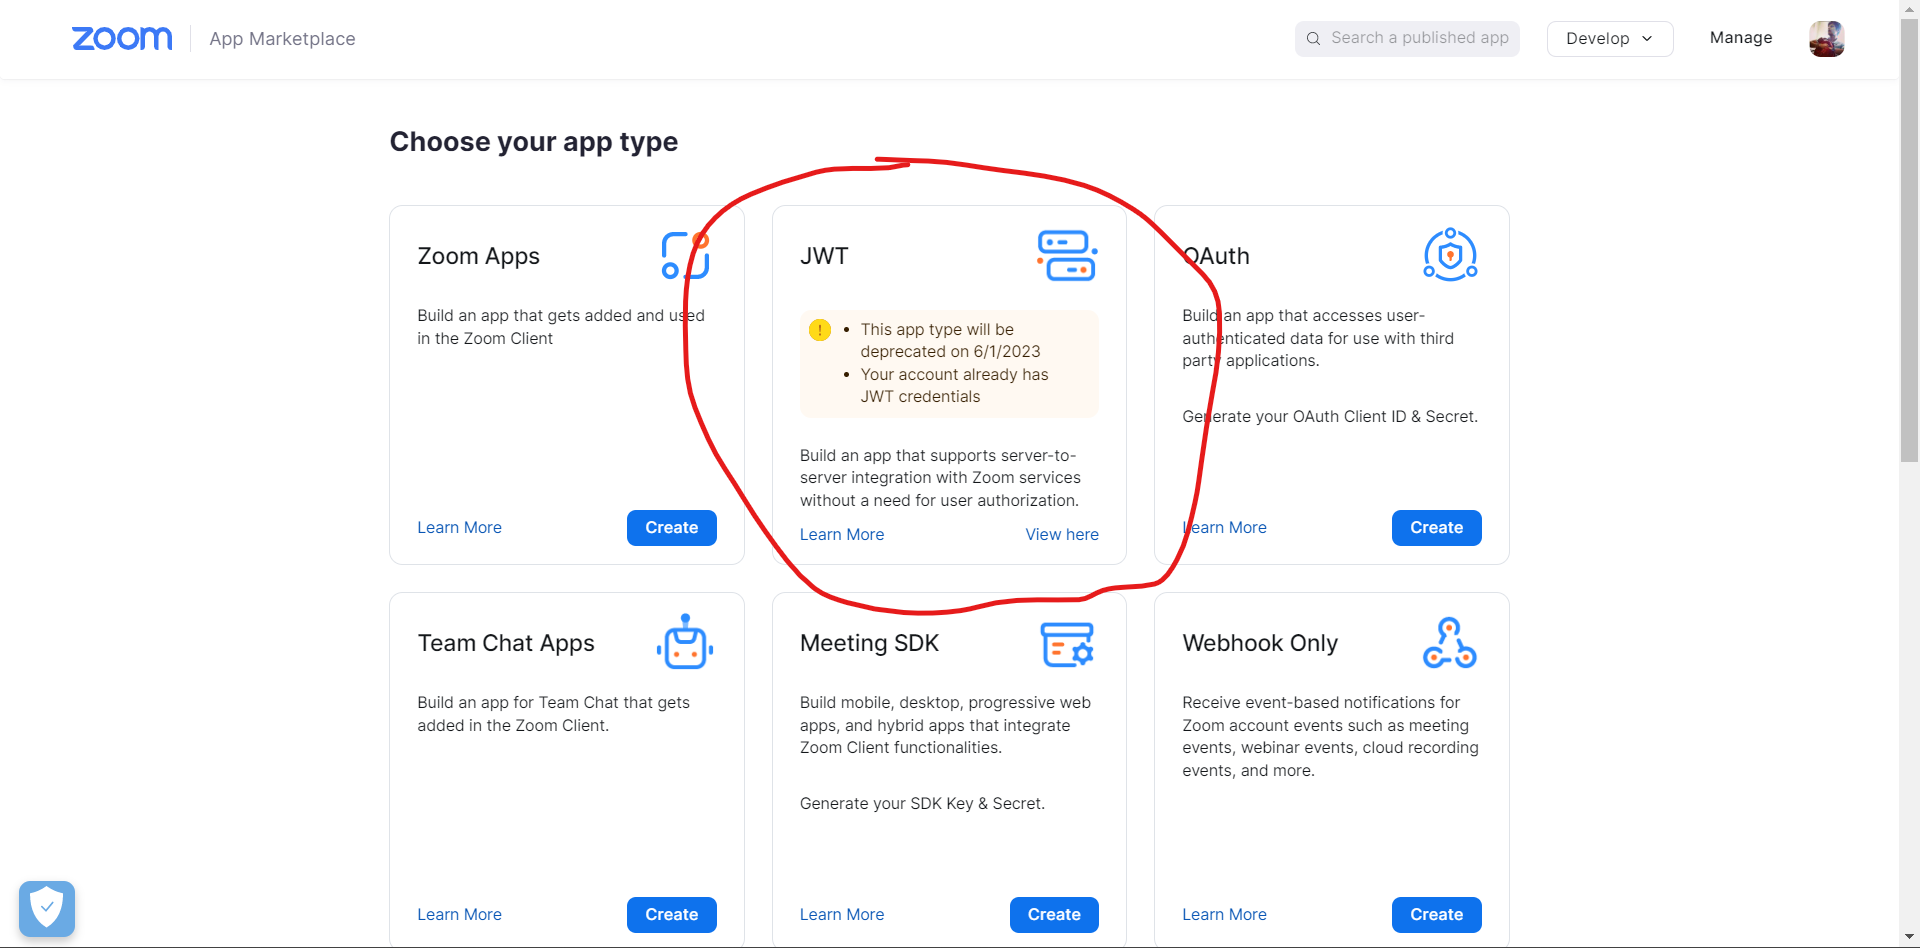 zoom
App Marketplace
Search a published app
Develop
Manage
Choose your app type
Zoom Apps
Build an app that gets added and used
in the Zoom Client
Learn More
Create
JWT
!
• This app type will be
deprecated on 6/1/2023
• Your account already has
JWT credentials
Build an app that supports server-to-
server integration with Zoom services
without a need for user authorization.
Learn More
View here
OAuth
Build an app that accesses user-
authenticated data for use with third
party applications.
Generate your OAuth Client ID & Secret.
Learn More
Create
Team Chat Apps
Build an app for Team Chat that gets
added in the Zoom Client.
Learn More
Create
Meeting SDK
Build mobile, desktop, progressive web
apps, and hybrid apps that integrate
Zoom Client functionalities.
Generate your SDK Key & Secret.
Learn More
Create
Webhook Only
Receive event-based notifications for
Zoom account events such as meeting
events, webinar events, cloud recording
events, and more.
Learn More
Create